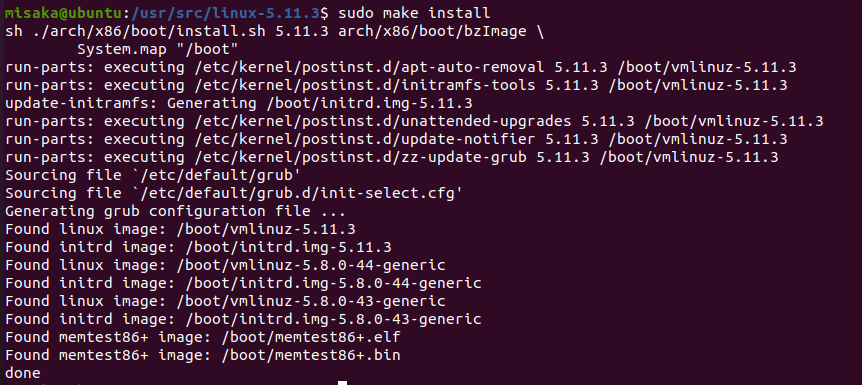 misaka@ubuntu:/usr/src/linux-5.11.3$ sudo make install
sh ./arch/x86/boot/install.sh 5.11.3 arch/x86/boot/bzImage \
        System.map "/boot"
run-parts: executing /etc/kernel/postinst.d/apt-auto-removal 5.11.3 /boot/vmlinuz-5.11.3
run-parts: executing /etc/kernel/postinst.d/initramfs-tools 5.11.3 /boot/vmlinuz-5.11.3
update-initramfs: Generating /boot/initrd.img-5.11.3
run-parts: executing /etc/kernel/postinst.d/unattended-upgrades 5.11.3 /boot/vmlinuz-5.11.3
run-parts: executing /etc/kernel/postinst.d/update-notifier 5.11.3 /boot/vmlinuz-5.11.3
run-parts: executing /etc/kernel/postinst.d/zz-update-grub 5.11.3 /boot/vmlinuz-5.11.3
Sourcing file `/etc/default/grub'
Sourcing file `/etc/default/grub.d/init-select.cfg'
Generating grub configuration file ...
Found linux image: /boot/vmlinuz-5.11.3
Found initrd image: /boot/initrd.img-5.11.3
Found linux image: /boot/vmlinuz-5.8.0-44-generic
Found initrd image: /boot/initrd.img-5.8.0-44-generic
Found linux image: /boot/vmlinuz-5.8.0-43-generic
Found initrd image: /boot/initrd.img-5.8.0-43-generic
Found memtest86+ image: /boot/memtest86+.elf
Found memtest86+ image: /boot/memtest86+.bin
done